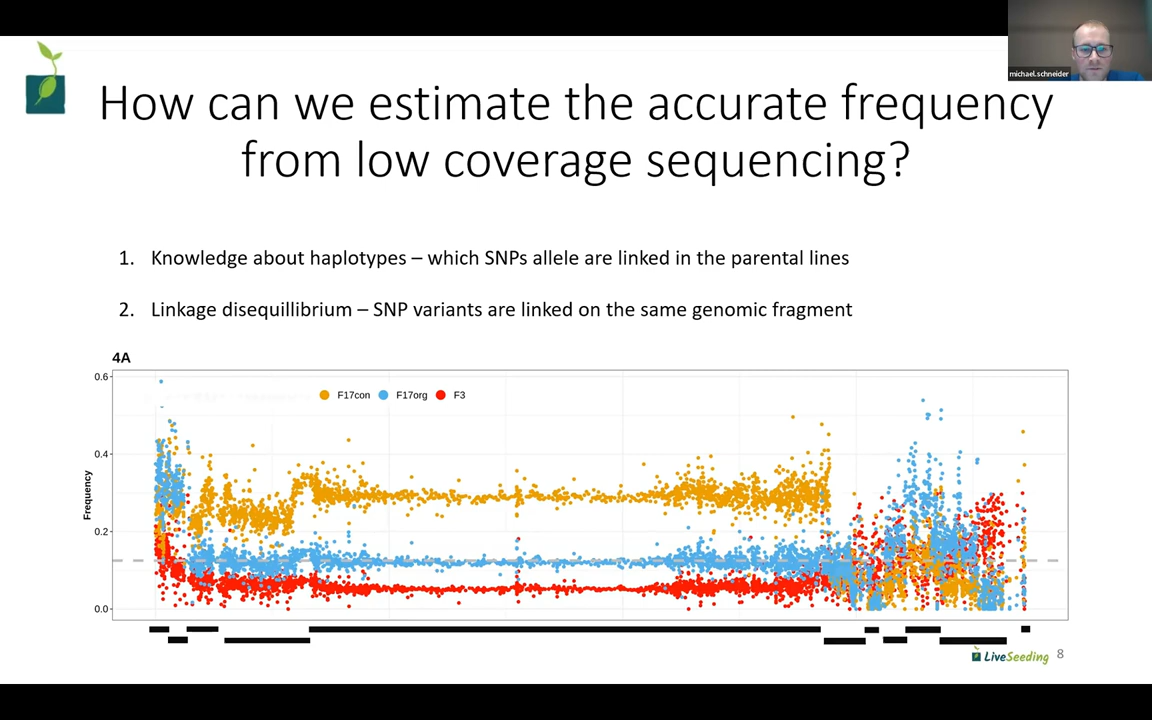 michael.schneider
How can we estimate the accurate frequency
from low coverage sequencing?
1. Knowledge about haplotypes – which SNPs allele are linked in the parental lines
2. Linkage disequillibrium – SNP variants are linked on the same genomic fragment
4A
F17con F17org F3
Frequency
0.6
0.4
0.2
0.0
LiveSeeding 8